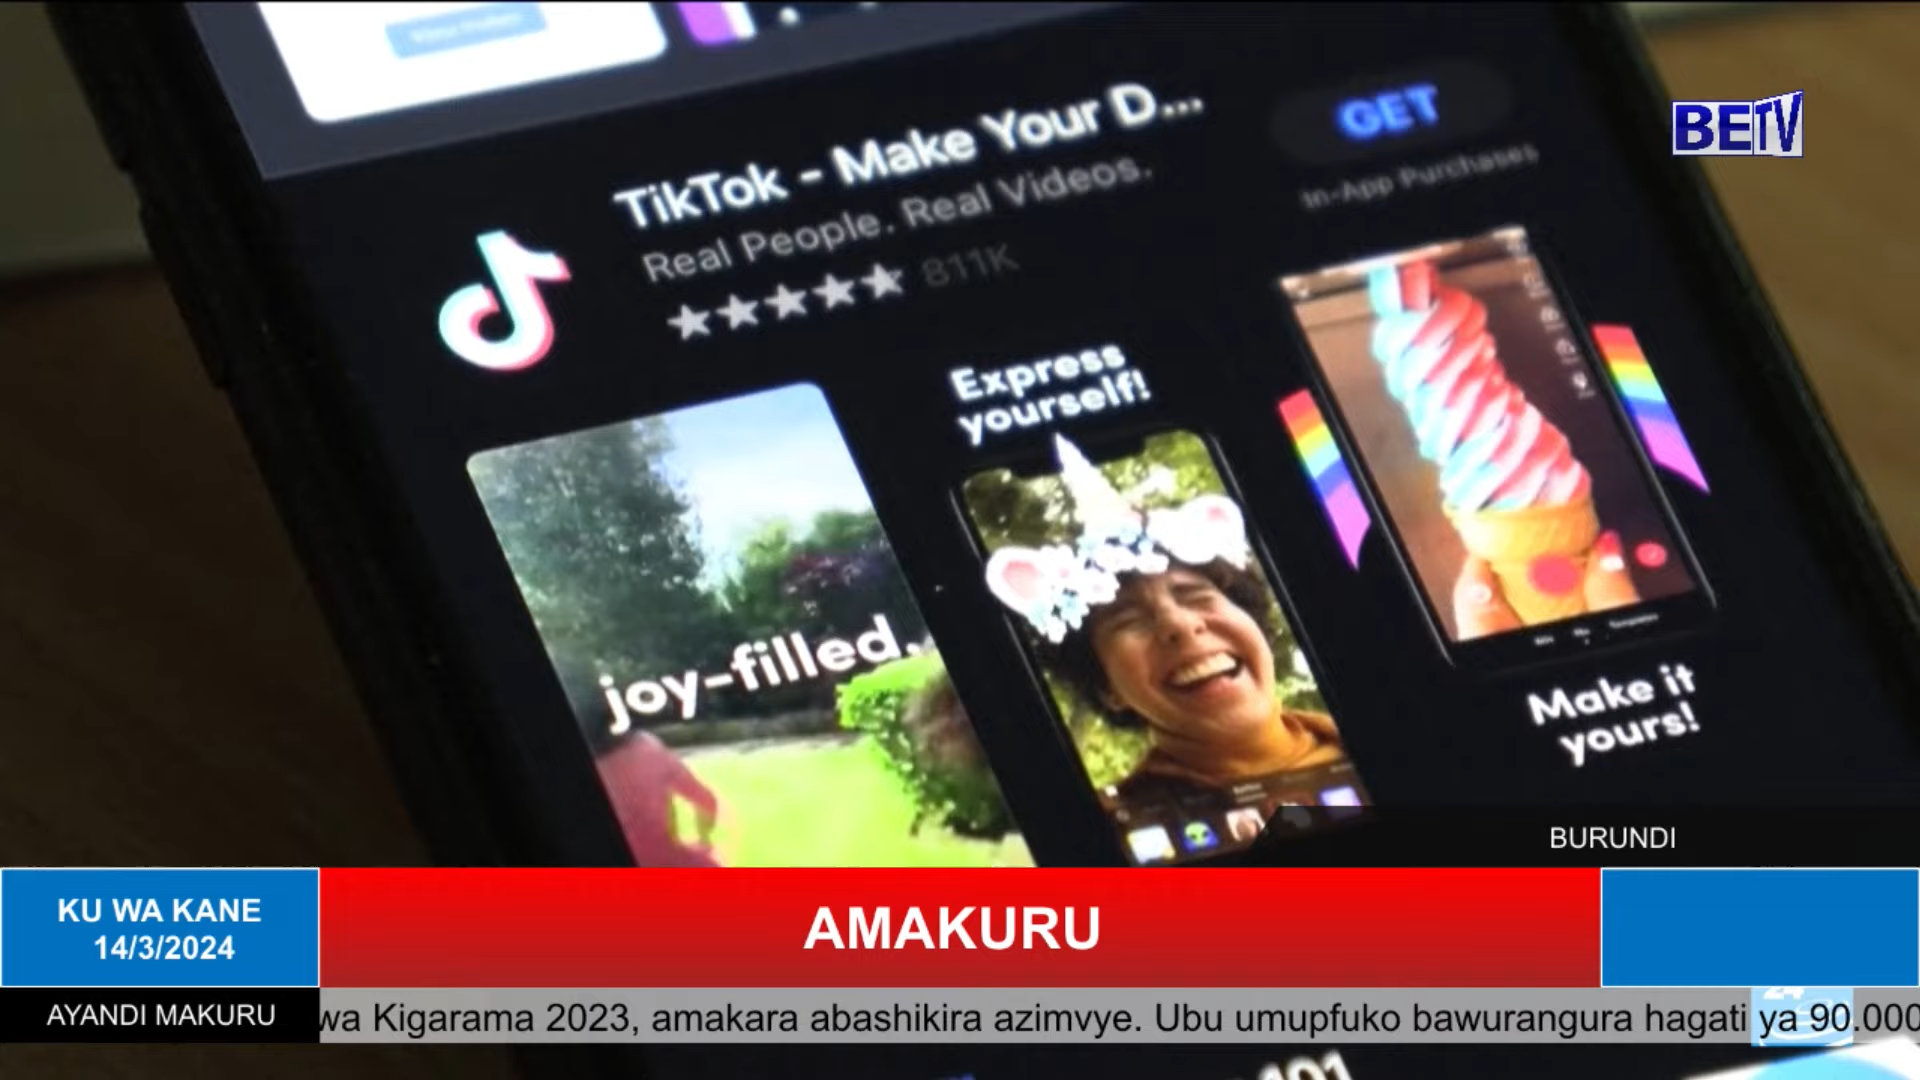 TikTok - Make Your D...
GET
Real People. Real Videos.
In-App Purchases
811K
BETV
Express
yourself!
joy-filled.
Make it
yours!
BURUNDI
KU WA KANE
14/3/2024
AMAKURU
AYANDI MAKURU
wa Kigarama 2023, amakara abashikira azimvye. Ubu umupfuko bawurangura hagati ya 90.000
24
101